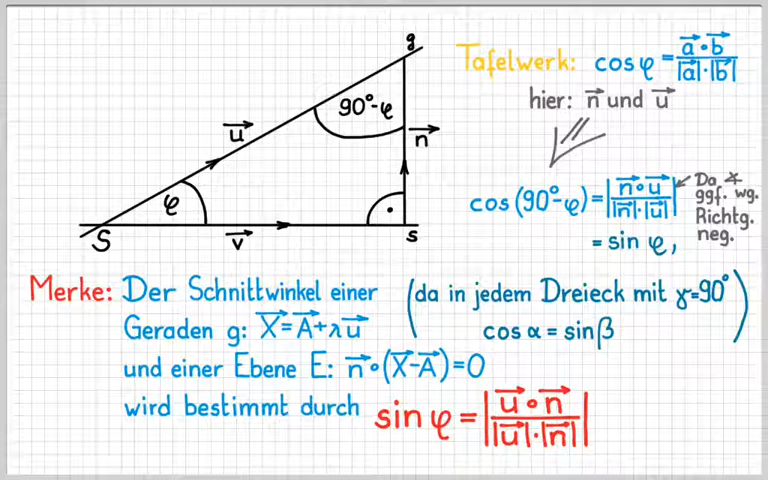 g
90°-φ
u⃗
n⃗
φ
S
v⃗
s
Tafelwerk: cos φ = a⃗∘b⃗ / |a⃗|·|b⃗|
hier: n⃗ und u⃗
cos(90°-φ) = |n⃗∘u⃗ / |n⃗|·|u⃗||
= sin φ,
Da ∡
ggf. wg.
Richtg.
neg.
(da in jedem Dreieck mit γ=90°
cos α = sin β)
Merke: Der Schnittwinkel einer
Geraden g: X⃗=A⃗+λu⃗
und einer Ebene E: n⃗∘(X⃗-A⃗)=0
wird bestimmt durch sin φ = |u⃗∘n⃗ / |u⃗|·|n⃗||